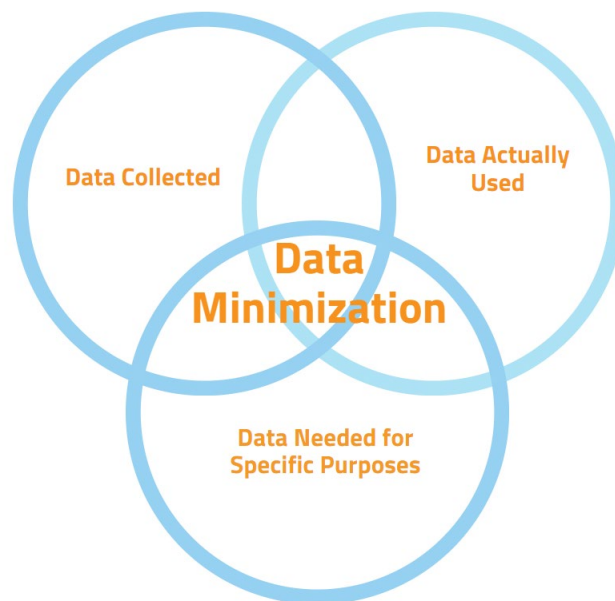 Data Collected
Data Actually
Used
Data
Minimization
Data Needed for
Specific Purposes